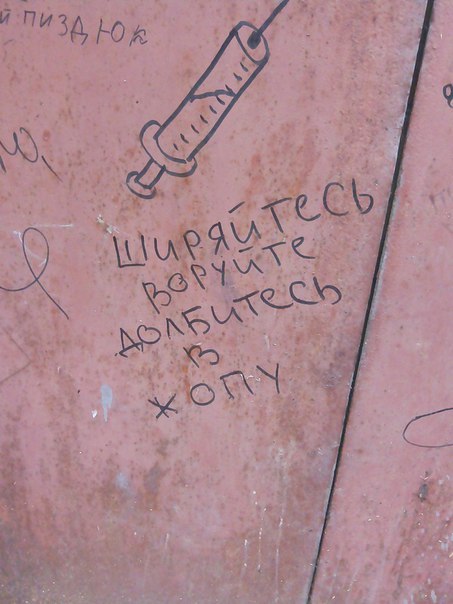 й пиздюк
ю,
ШИРЯЙТЕСЬ
ВОРУЙТЕ
ДОЛБИТЕСЬ
В
ЖОПУ